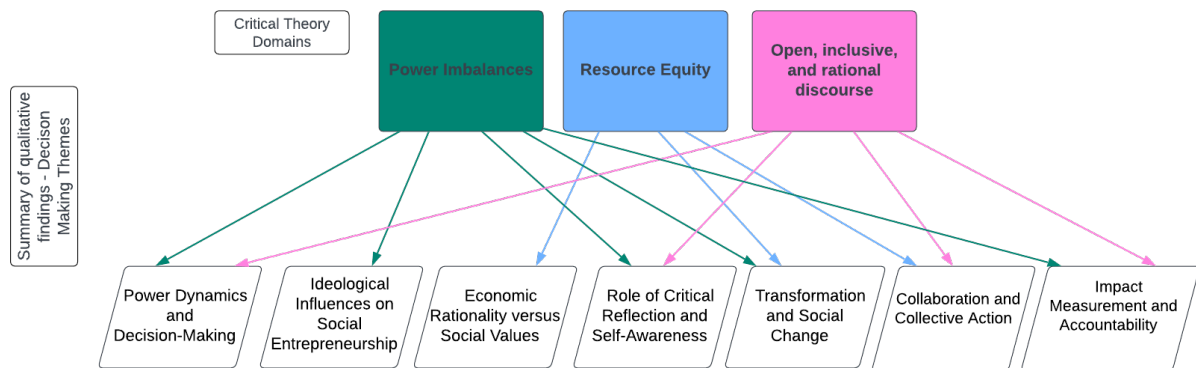 Critical Theory
Domains
Power Imbalances
Resource Equity
Open, inclusive,
and rational
discourse
Summary of qualitative
findings - Decison
Making Themes
Power Dynamics
and
Decision-Making
Ideological
Influences on
Social
Entrepreneurship
Economic
Rationality versus
Social Values
Role of Critical
Reflection and
Self-Awareness
Transformation
and Social
Change
Collaboration and
Collective Action
Impact
Measurement and
Accountability